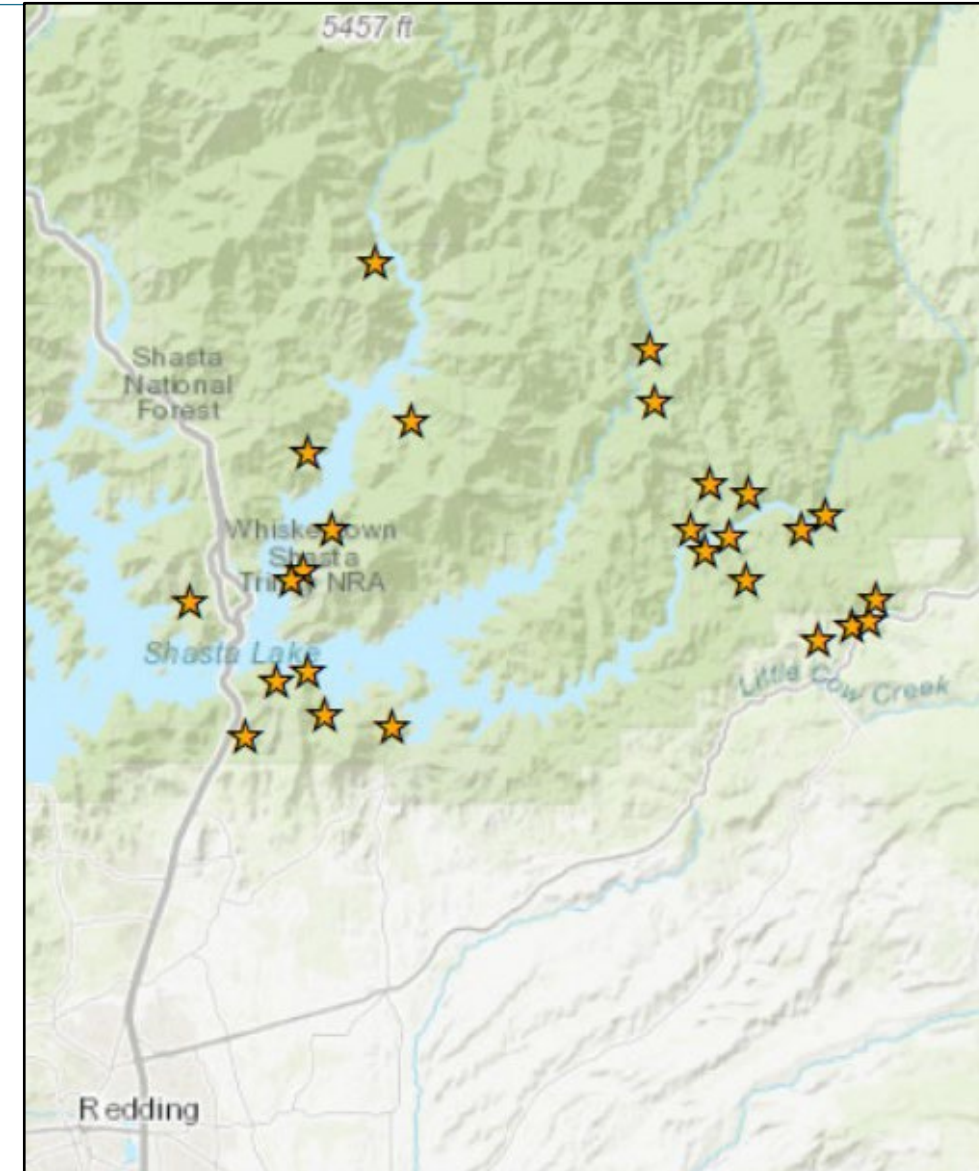 5457 ft
Shasta
National
Forest
Whiskeytown
Shasta
Trinity NRA
Shasta Lake
Little Cow Creek
Redding